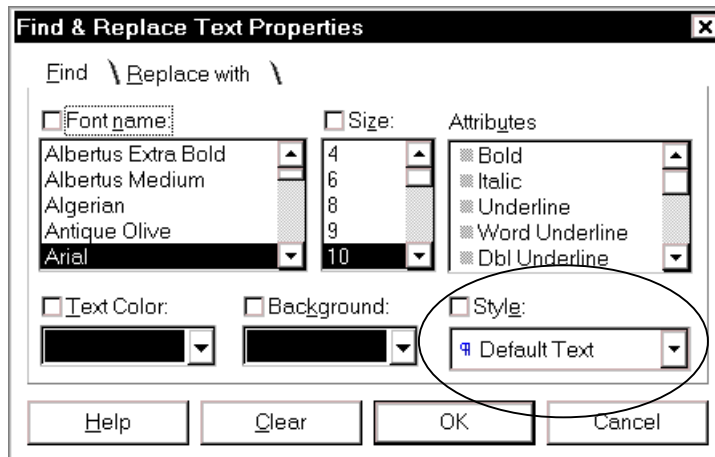 Find & Replace Text Properties
Find Replace with
Font name: Size: Attributes
Albertus Extra Bold 4 Bold
Albertus Medium 6 Italic
Algerian 8 Underline
Antique Olive 9 Word Underline
Arial 10 Dbl Underline
Text Color: Background: Style:
¶ Default Text
Help Clear OK Cancel